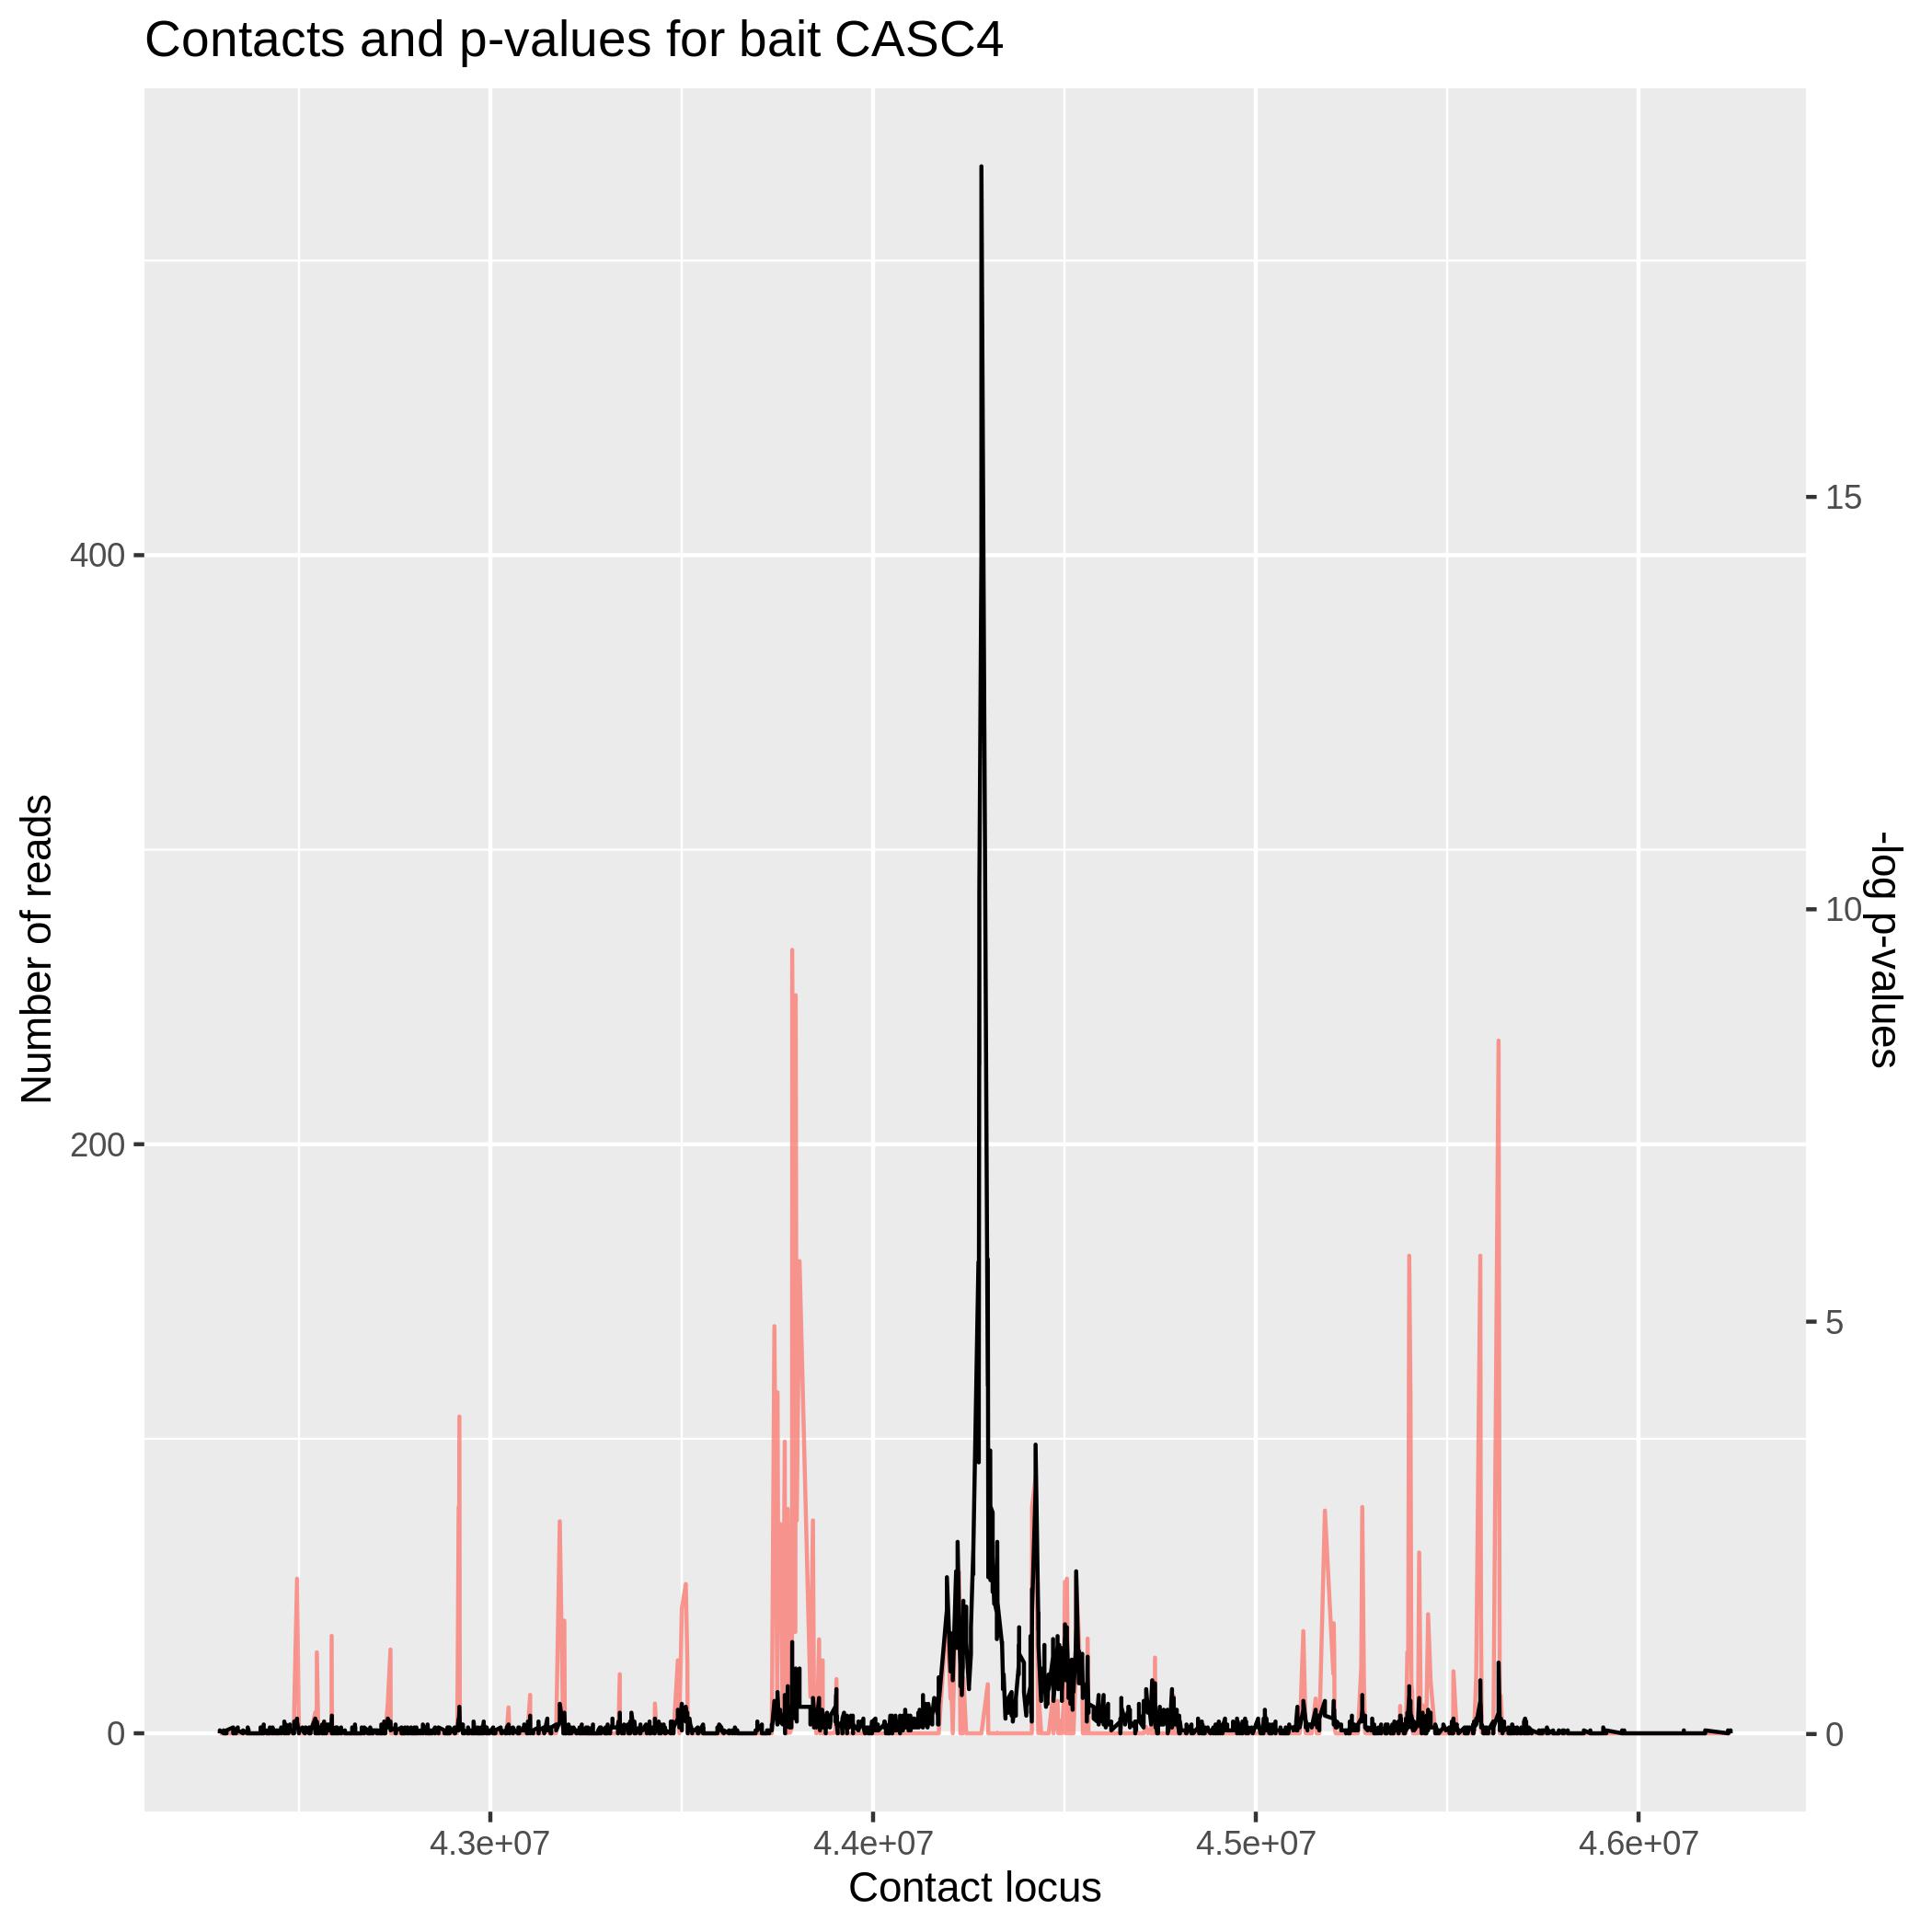 Contacts and p-values for bait CASC4
Number of reads
400
200
0
15
10
5
0
-log p-values
4.3e+07
4.4e+07
4.5e+07
4.6e+07
Contact locus